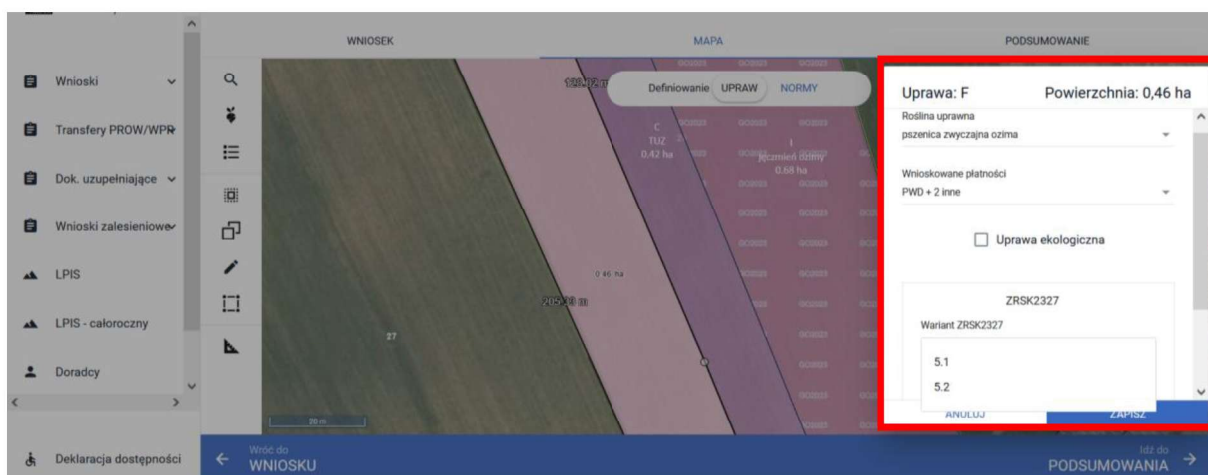 WNIOSEK
MAPA
PODSUMOWANIE
Wnioski
Transfery PROW/WPR
Dok. uzupełniające
Wnioski zalesieniowe
LPIS
LPIS - całoroczny
Doradcy
Deklaracja dostępności
Definiowanie UPRAW NORMY
C
TUZ
0.42 ha
I
jęczmień ozimy
0.68 ha
0.46 ha
205,33 m
27
20 m
Uprawa: F
Powierzchnia: 0,46 ha
Roślina uprawna
pszenica zwyczajna ozima
Wnioskowane płatności
PWD + 2 inne
Uprawa ekologiczna
ZRSK2327
Wariant ZRSK2327
5.1
5.2
ANULUJ
ZAPISZ
Wróć do
WNIOSKU
Idź do
PODSUMOWANIA